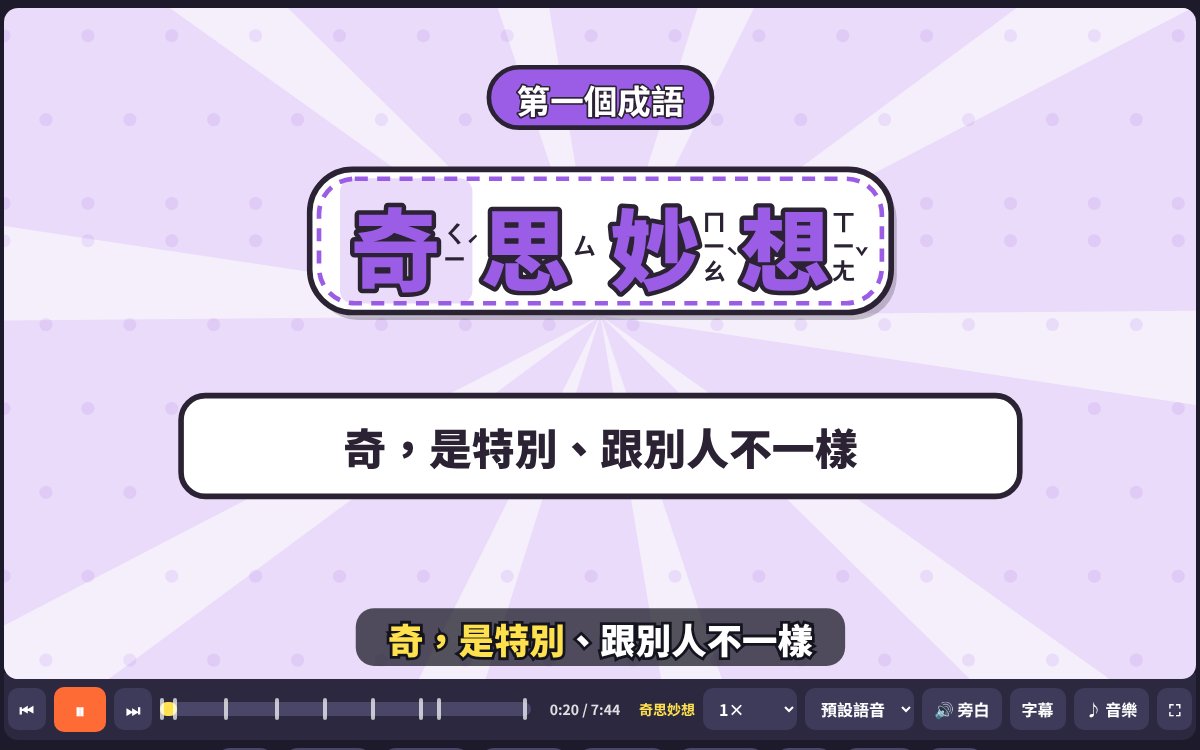 第一個成語
奇ㄑㄧˊ思ㄙ妙ㄇㄧㄠˋ想ㄒㄧㄤˇ
奇，是特別、跟別人不一樣
奇，是特別、跟別人不一樣
0:20 / 7:44 奇思妙想 1× 預設語音 旁白 字幕 ♪ 音樂